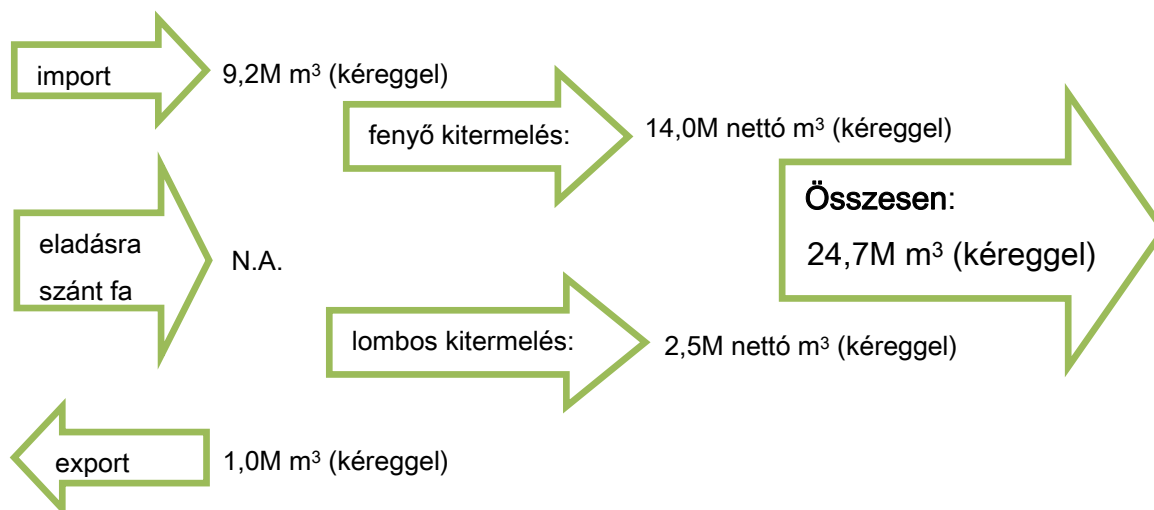 import
9,2M m³ (kéreggel)
fenyő kitermelés:
14,0M nettó m³ (kéreggel)
Összesen:
24,7M m³ (kéreggel)
eladásra
szánt fa
N.A.
lombos kitermelés:
2,5M nettó m³ (kéreggel)
export
1,0M m³ (kéreggel)